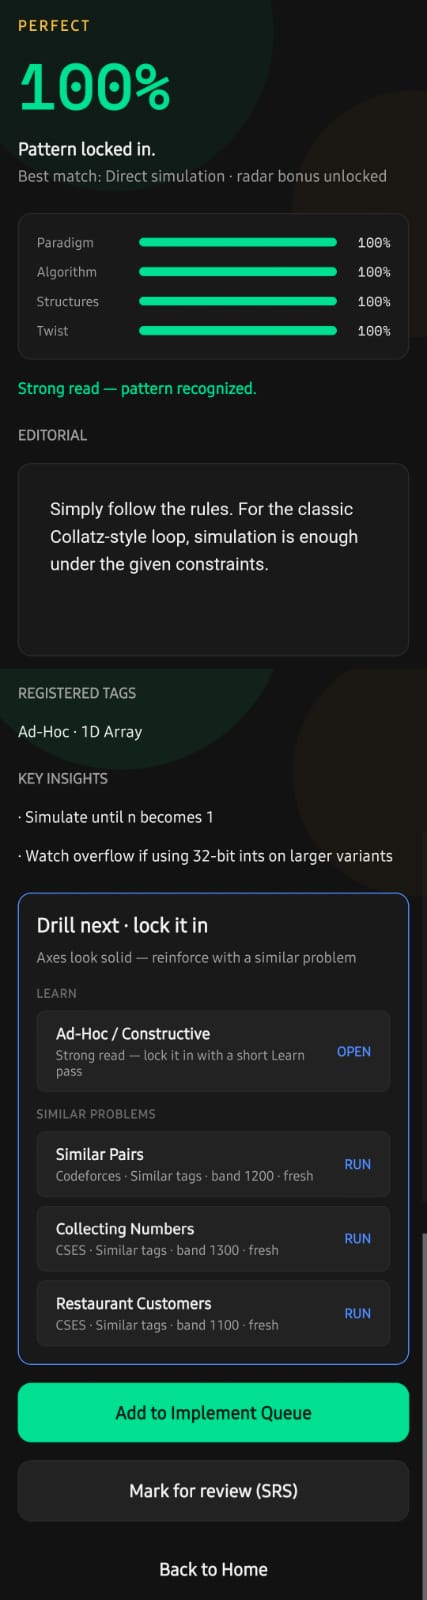 PERFECT
100%
Pattern locked in.
Best match: Direct simulation · radar bonus unlocked
Paradigm 100%
Algorithm 100%
Structures 100%
Twist 100%
Strong read — pattern recognized.
EDITORIAL
Simply follow the rules. For the classic
Collatz-style loop, simulation is enough
under the given constraints.
REGISTERED TAGS
Ad-Hoc · 1D Array
KEY INSIGHTS
· Simulate until n becomes 1
· Watch overflow if using 32-bit ints on larger variants
Drill next · lock it in
Axes look solid — reinforce with a similar problem
LEARN
Ad-Hoc / Constructive
Strong read — lock it in with a short Learn
pass
OPEN
SIMILAR PROBLEMS
Similar Pairs
Codeforces · Similar tags · band 1200 · fresh
RUN
Collecting Numbers
CSES · Similar tags · band 1300 · fresh
RUN
Restaurant Customers
CSES · Similar tags · band 1100 · fresh
RUN
Add to Implement Queue
Mark for review (SRS)
Back to Home